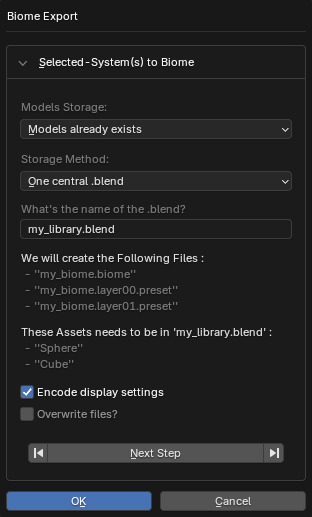 Biome Export
Selected-System(s) to Biome
Models Storage:
Models already exists
Storage Method:
One central .blend
What's the name of the .blend?
my_library.blend
We will create the Following Files :
- ''my_biome.biome''
- ''my_biome.layer00.preset''
- ''my_biome.layer01.preset''
These Assets needs to be in 'my_library.blend' :
- ''Sphere''
- ''Cube''
Encode display settings
Overwrite files?
Next Step
OK
Cancel